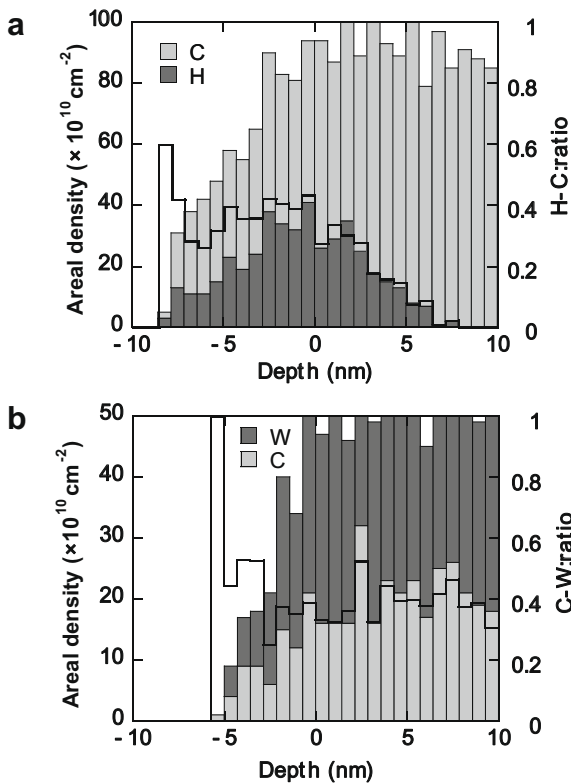 a
100
80
60
40
20
0
Areal density (× 10¹⁰ cm⁻²)
C
H
1
0.8
0.6
0.4
0.2
0
H-C:ratio
- 10
- 5
0
5
10
Depth (nm)
b
50
40
30
20
10
0
Areal density (×10¹⁰ cm⁻²)
W
C
1
0.8
0.6
0.4
0.2
0
C-W:ratio
- 10
- 5
0
5
10
Depth (nm)